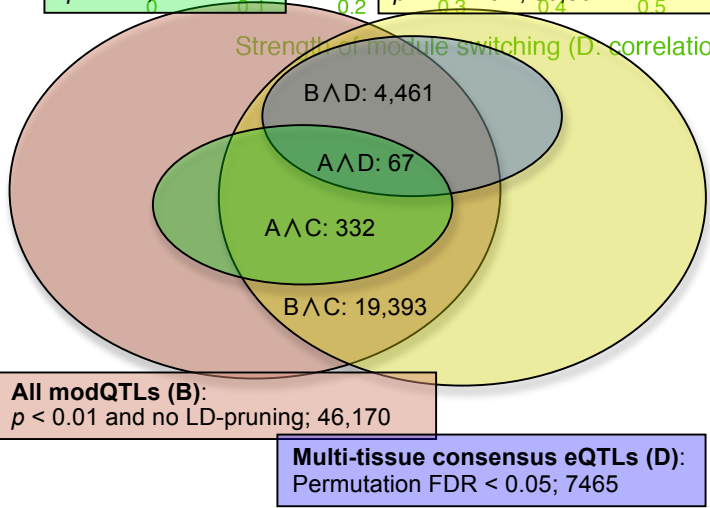 0 0.1 0.2 0.3 0.4 0.5
Strength of module switching (D: correlatio
B⋀D: 4,461
A⋀D: 67
A⋀C: 332
B⋀C: 19,393
All modQTLs (B):
p < 0.01 and no LD-pruning; 46,170
Multi-tissue consensus eQTLs (D):
Permutation FDR < 0.05; 7465